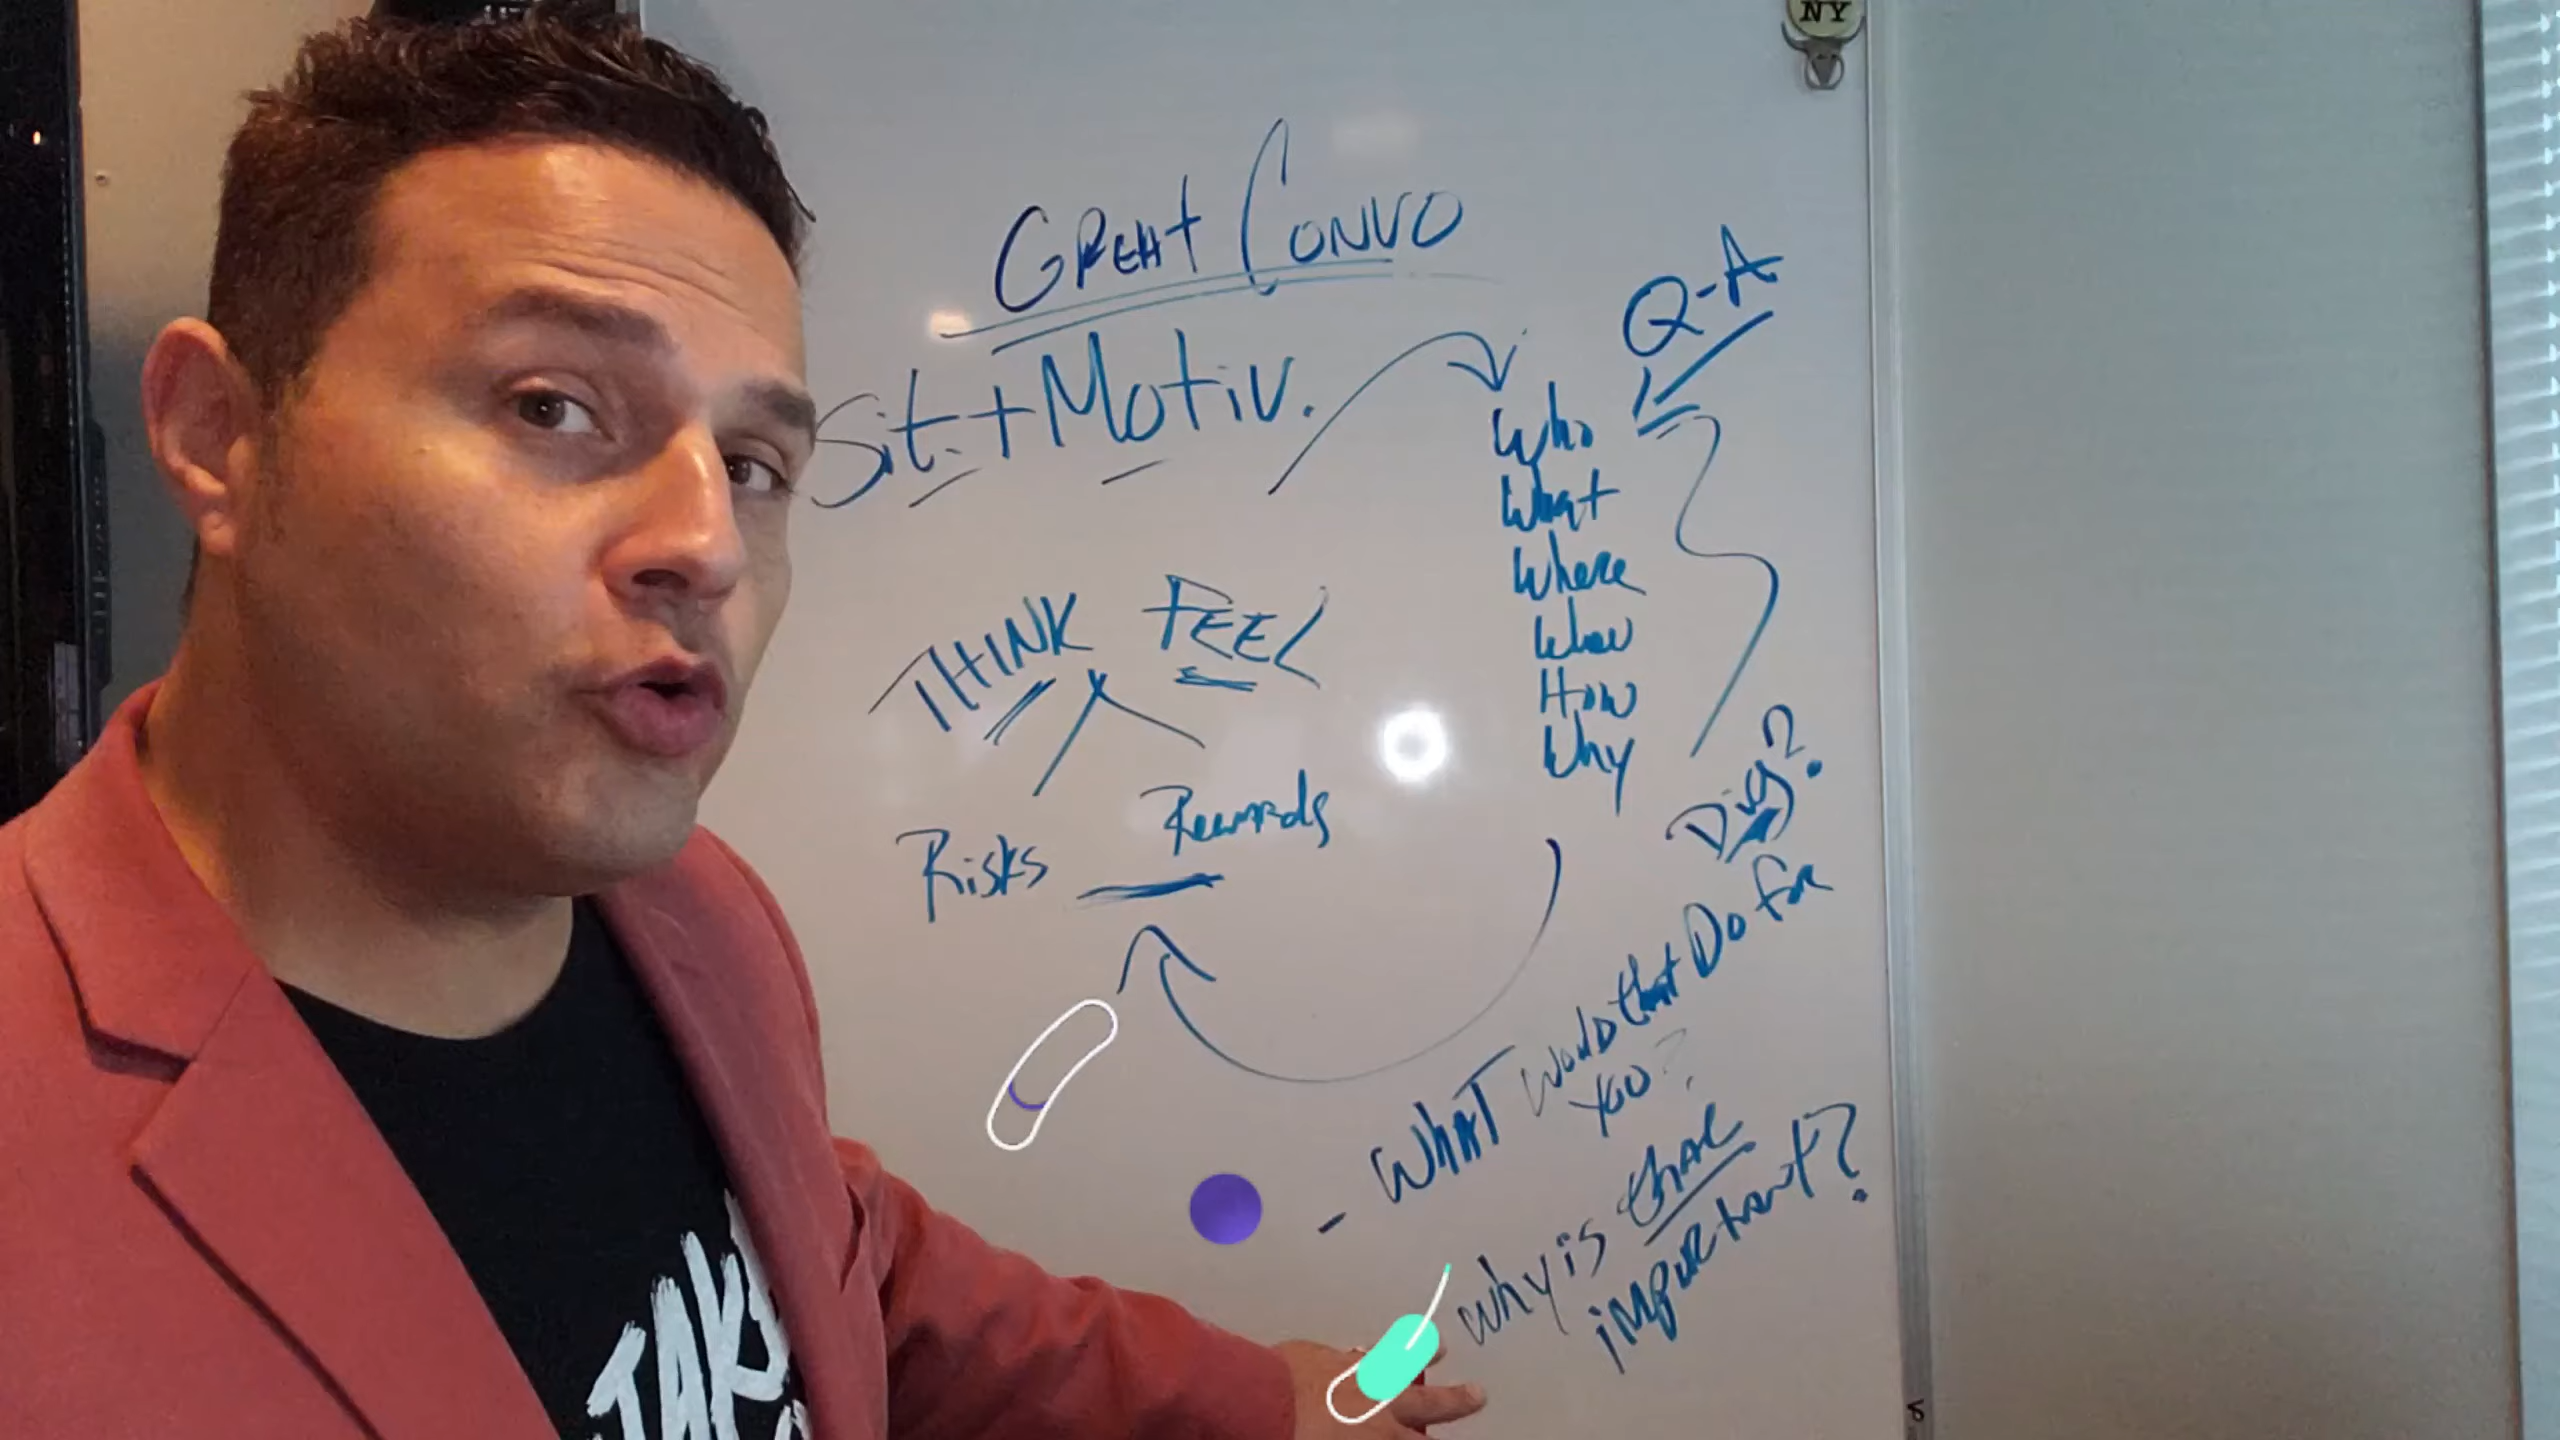 NY
GREAT CONVO
Sit. + Motiv.
Q-A
Who
What
Where
When
How
Why
THINK FEEL
Risks Rewards
Dig?
- WHAT WOULD that Do for
you?
Why is that
important?
TAKE